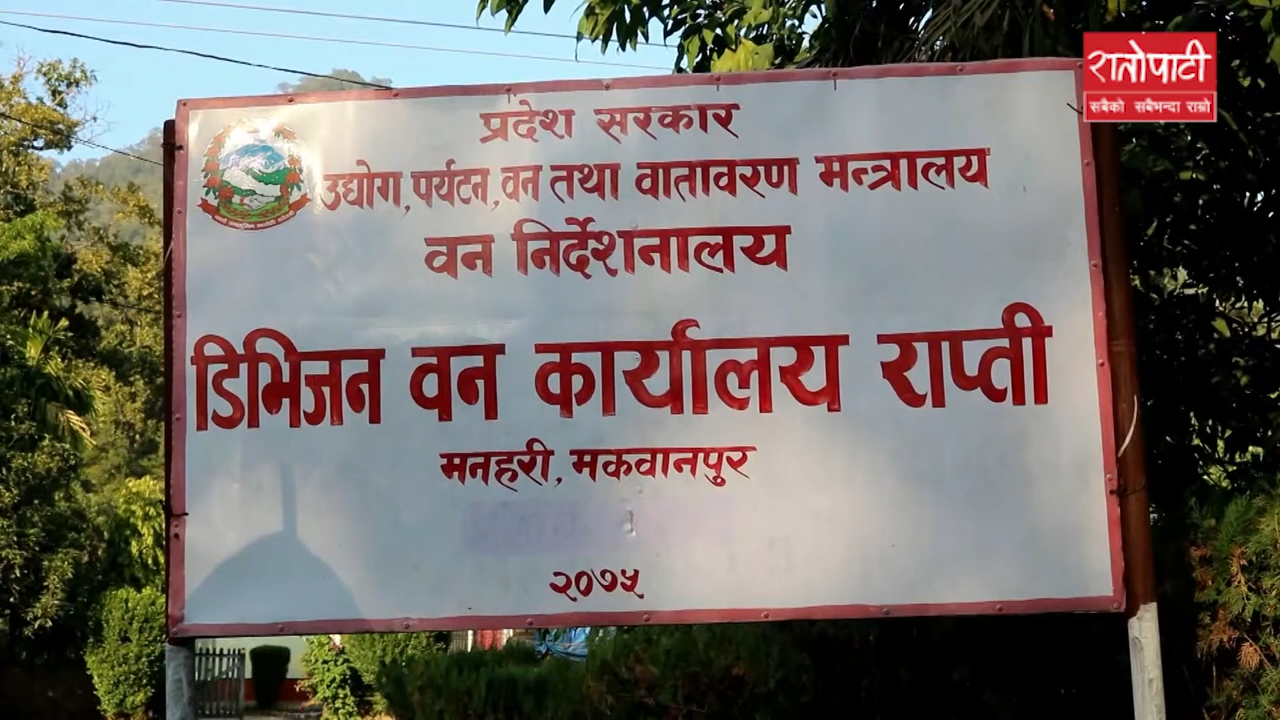 रातोपाटी
सबैको सबैभन्दा राम्रो
प्रदेश सरकार
उद्योग, पर्यटन, वन तथा वातावरण मन्त्रालय
वन निर्देशनालय
डिभिजन वन कार्यालय राप्ती
मनहरी, मकवानपुर
२०७५